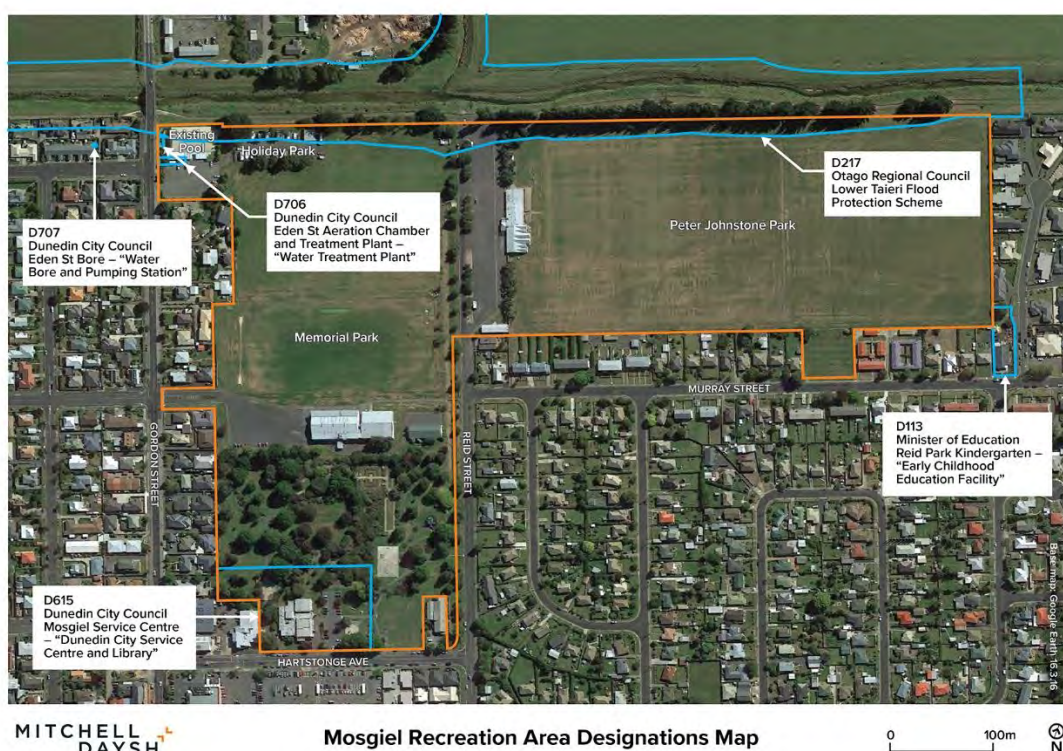 Existing
Pool
Holiday Park
D217
Otago Regional Council
Lower Taieri Flood
Protection Scheme
D706
Dunedin City Council
Eden St Aeration Chamber
and Treatment Plant –
“Water Treatment Plant”
D707
Dunedin City Council
Eden St Bore – “Water
Bore and Pumping Station”
Peter Johnstone Park
Memorial Park
MURRAY STREET
GORDON STREET
REID STREET
D113
Minister of Education
Reid Park Kindergarten –
“Early Childhood
Education Facility”
D615
Dunedin City Council
Mosgiel Service Centre
– “Dunedin City Service
Centre and Library”
HARTSTONGE AVE
Base map: Google Earth 16.3.16
MITCHELL
DAYSH
Mosgiel Recreation Area Designations Map
0 100m